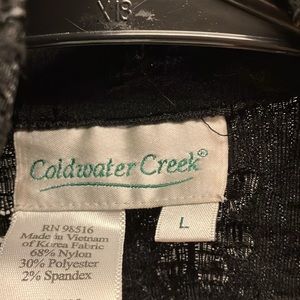 Coldwater Creek®
L
RN 98516
Made in Vietnam
of Korea Fabric
68% Nylon
30% Polyester
2% Spandex